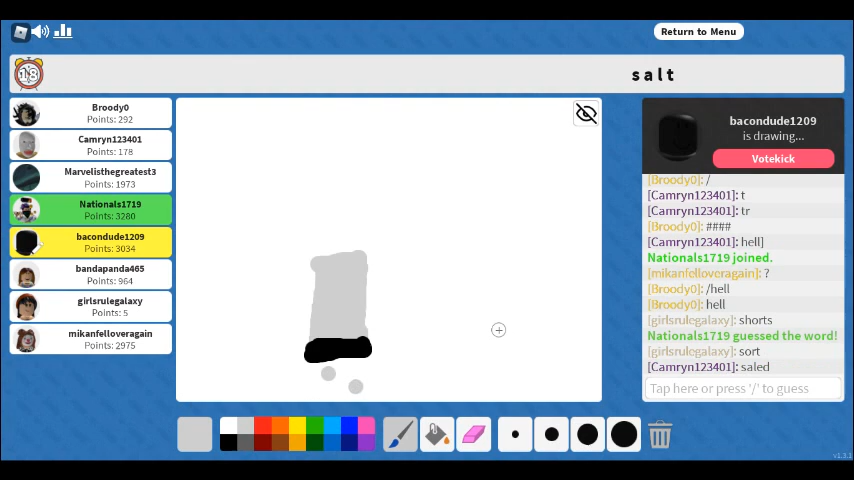 Return to Menu
18
salt
Broody0
Points: 292
Camryn123401
Points: 178
Marvelisthegreatest3
Points: 1973
Nationals1719
Points: 3280
bacondude1209
Points: 3034
bandapanda465
Points: 964
girlsrulegalaxy
Points: 5
mikanfelloveragain
Points: 2975
bacondude1209
is drawing...
Votekick
[Broody0]: /
[Camryn123401]: t
[Camryn123401]: tr
[Broody0]: ####
[Camryn123401]: hell]
Nationals1719 joined.
[mikanfelloveragain]: ?
[Broody0]: /hell
[Broody0]: hell
[girlsrulegalaxy]: shorts
Nationals1719 guessed the word!
[girlsrulegalaxy]: sort
[Camryn123401]: saled
Tap here or press '/' to guess
v1.3.1